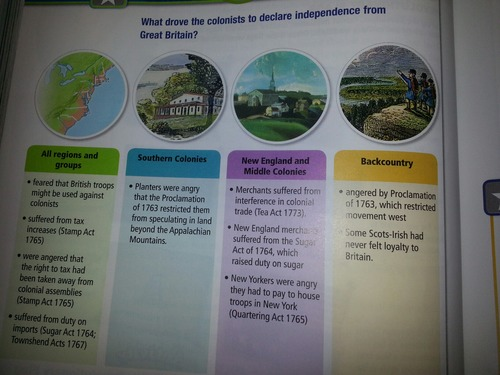 What drove the colonists to declare independence from
Great Britain?
All regions and
groups
• feared that British troops
might be used against
colonists
• suffered from tax
increases (Stamp Act
1765)
• were angered that
the right to tax had
been taken away from
colonial assemblies
(Stamp Act 1765)
• suffered from duty on
imports (Sugar Act 1764;
Townshend Acts 1767)
Southern Colonies
• Planters were angry
that the Proclamation
of 1763 restricted them
from speculating in land
beyond the Appalachian
Mountains.
New England and
Middle Colonies
• Merchants suffered from
interference in colonial
trade (Tea Act 1773).
• New England merchants
suffered from the Sugar
Act of 1764, which
raised duty on sugar
• New Yorkers were angry
they had to pay to house
troops in New York
(Quartering Act 1765)
Backcountry
• angered by Proclamation
of 1763, which restricted
movement west
• Some Scots-Irish had
never felt loyalty to
Britain.